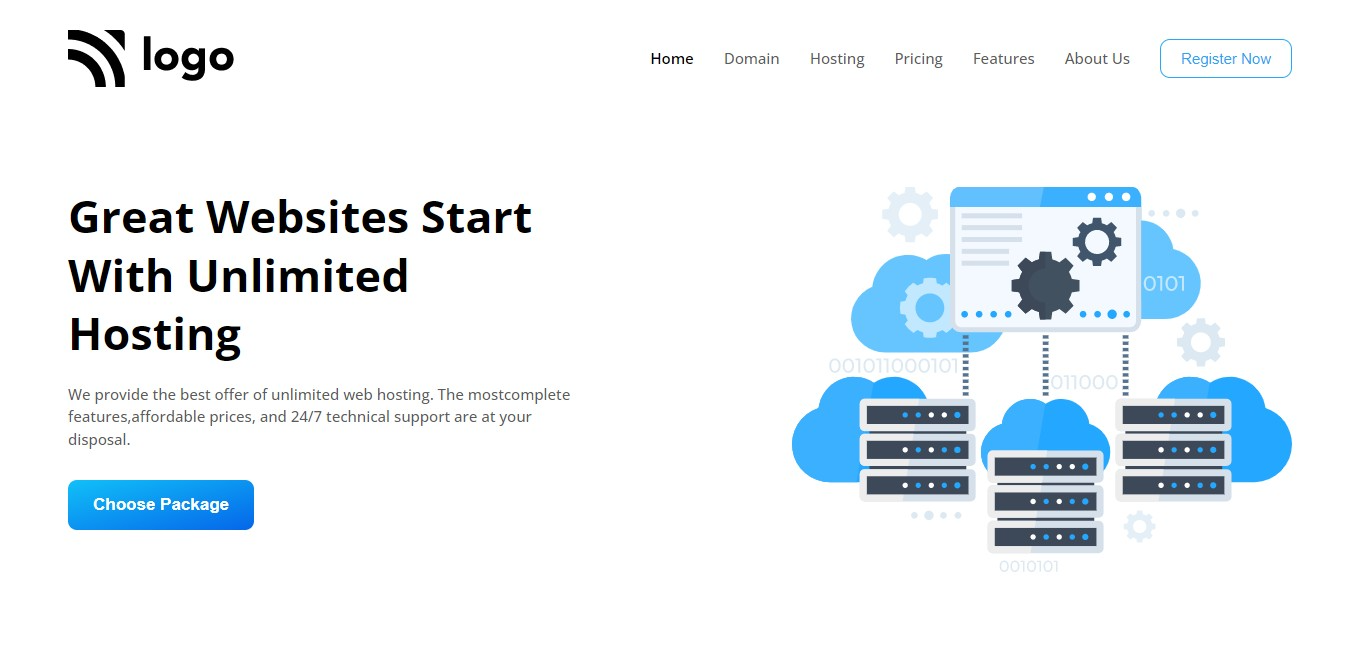 logo
Home Domain Hosting Pricing Features About Us Register Now
Great Websites Start
With Unlimited
Hosting
We provide the best offer of unlimited web hosting. The mostcomplete
features,affordable prices, and 24/7 technical support are at your
disposal.
Choose Package
0101
001011000101
011000
0010101